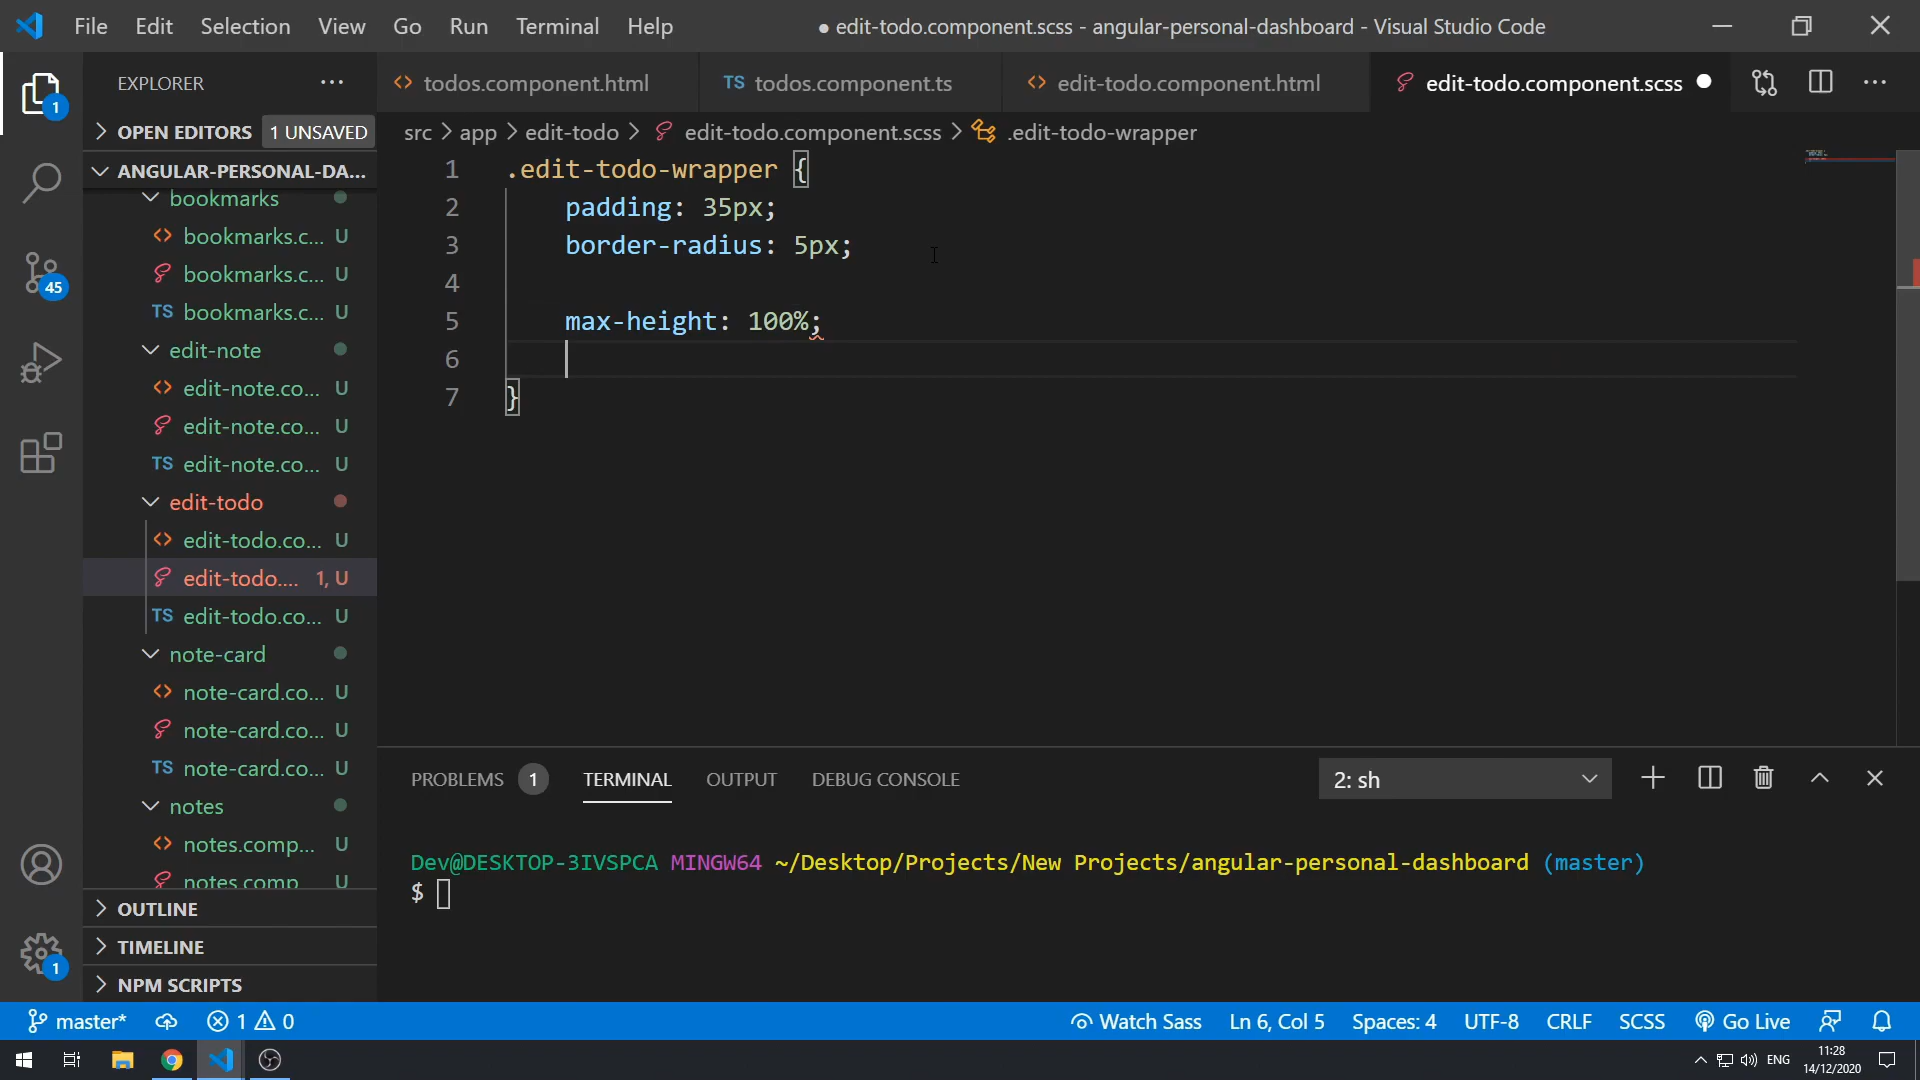 File Edit Selection View Go Run Terminal Help
● edit-todo.component.scss - angular-personal-dashboard - Visual Studio Code
EXPLORER
todos.component.html
TS todos.component.ts
edit-todo.component.html
edit-todo.component.scss
1
OPEN EDITORS 1 UNSAVED
src > app > edit-todo > edit-todo.component.scss > .edit-todo-wrapper
ANGULAR-PERSONAL-DA...
bookmarks
bookmarks.c... U
bookmarks.c... U
TS bookmarks.c... U
edit-note
edit-note.co... U
edit-note.co... U
TS edit-note.co... U
edit-todo
edit-todo.co... U
edit-todo.... 1, U
TS edit-todo.co... U
note-card
note-card.co... U
note-card.co... U
TS note-card.co... U
notes
notes.comp... U
notes.comp... U
OUTLINE
TIMELINE
NPM SCRIPTS
45
1
1 .edit-todo-wrapper {
2 padding: 35px;
3 border-radius: 5px;
4
5 max-height: 100%;
6
7 }
PROBLEMS 1 TERMINAL OUTPUT DEBUG CONSOLE
2: sh
Dev@DESKTOP-3IVSPCA MINGW64 ~/Desktop/Projects/New Projects/angular-personal-dashboard (master)
$
master* 1 0
Watch Sass Ln 6, Col 5 Spaces: 4 UTF-8 CRLF SCSS Go Live
ENG
11:28
14/12/2020